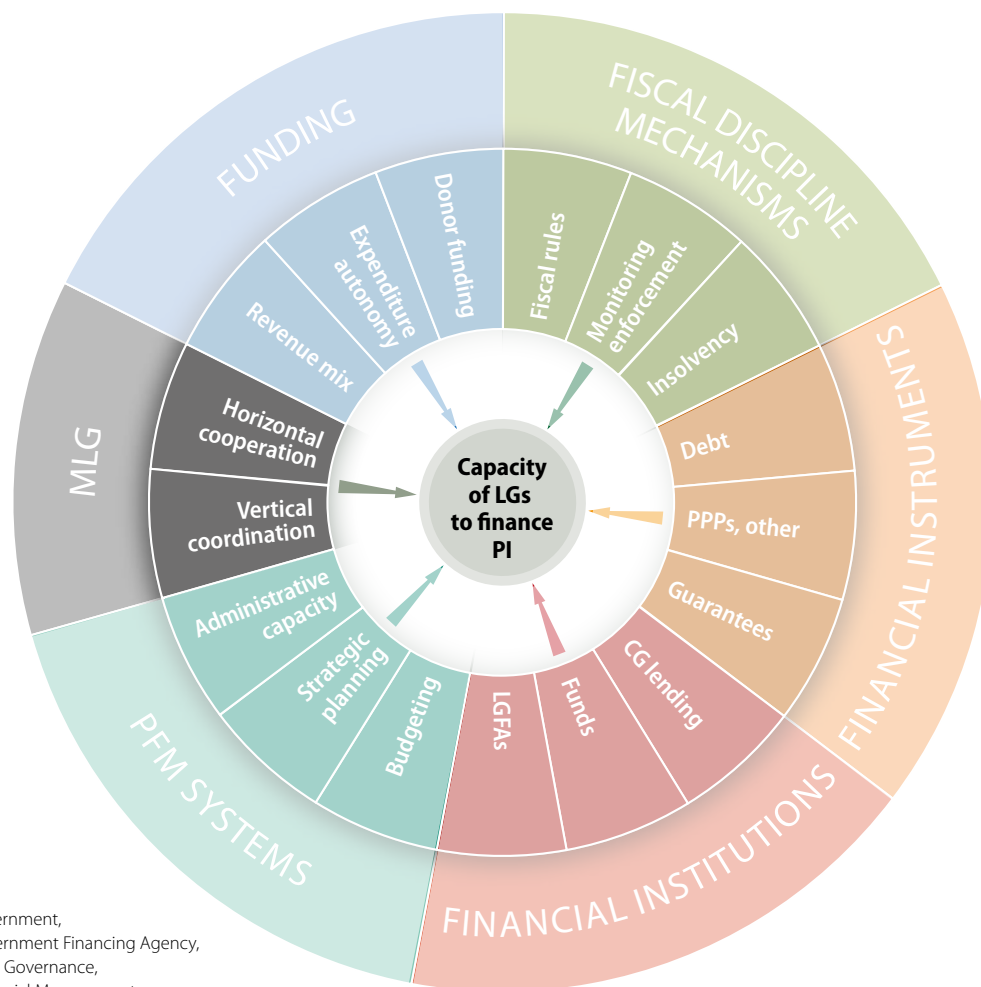 FUNDING
FISCAL DISCIPLINE
MECHANISMS
FINANCIAL INSTRUMENTS
FINANCIAL INSTITUTIONS
PFM SYSTEMS
MLG
Donor funding
Expenditure
autonomy
Revenue mix
Fiscal rules
Monitoring
enforcement
Insolvency
Debt
PPPs, other
Guarantees
CG lending
Funds
LGFAs
Budgeting
Strategic
planning
Administrative
capacity
Vertical
coordination
Horizontal
cooperation
Capacity
of LGs
to finance
PI
ernment,
ernment Financing Agency,
Governance,